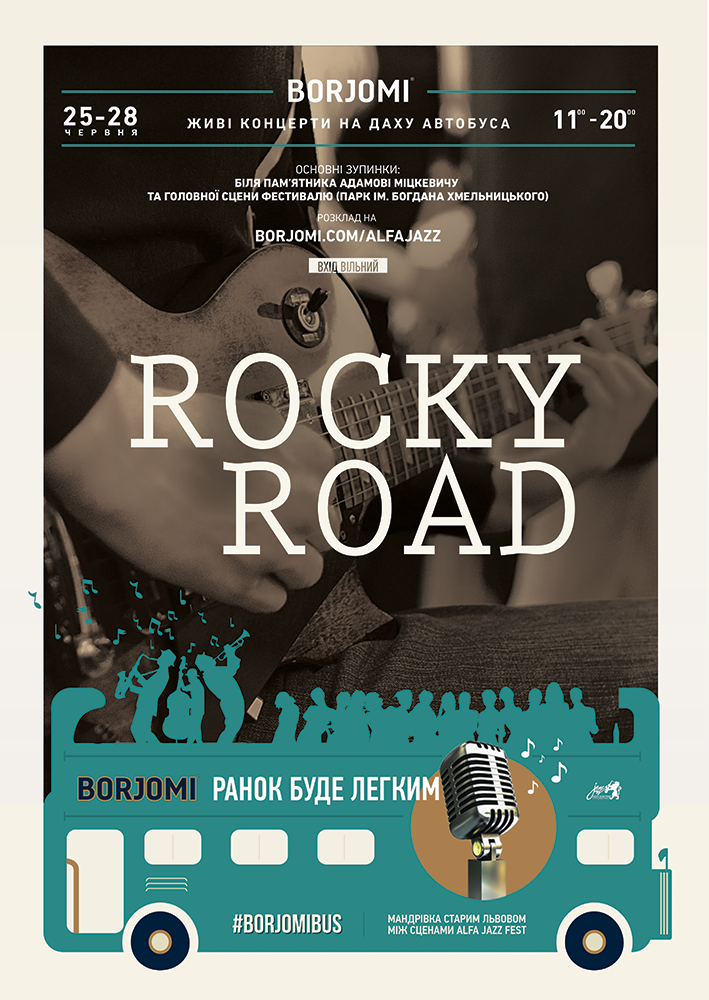 BORJOMI
25-28
ЧЕРВНЯ
ЖИВІ КОНЦЕРТИ НА ДАХУ АВТОБУСА
11⁰⁰-20⁰⁰
ОСНОВНІ ЗУПИНКИ:
БІЛЯ ПАМ'ЯТНИКА АДАМОВІ МІЦКЕВИЧУ
ТА ГОЛОВНОЇ СЦЕНИ ФЕСТИВАЛЮ (ПАРК ІМ. БОГДАНА ХМЕЛЬНИЦЬКОГО)
РОЗКЛАД НА
BORJOMI.COM/ALFAJAZZ
ВХІД ВІЛЬНИЙ
ROCKY
ROAD
BORJOMI РАНОК БУДЕ ЛЕГКИМ
#BORJOMIBUS
МАНДРІВКА СТАРИМ ЛЬВОВОМ
МІЖ СЦЕНАМИ ALFA JAZZ FEST